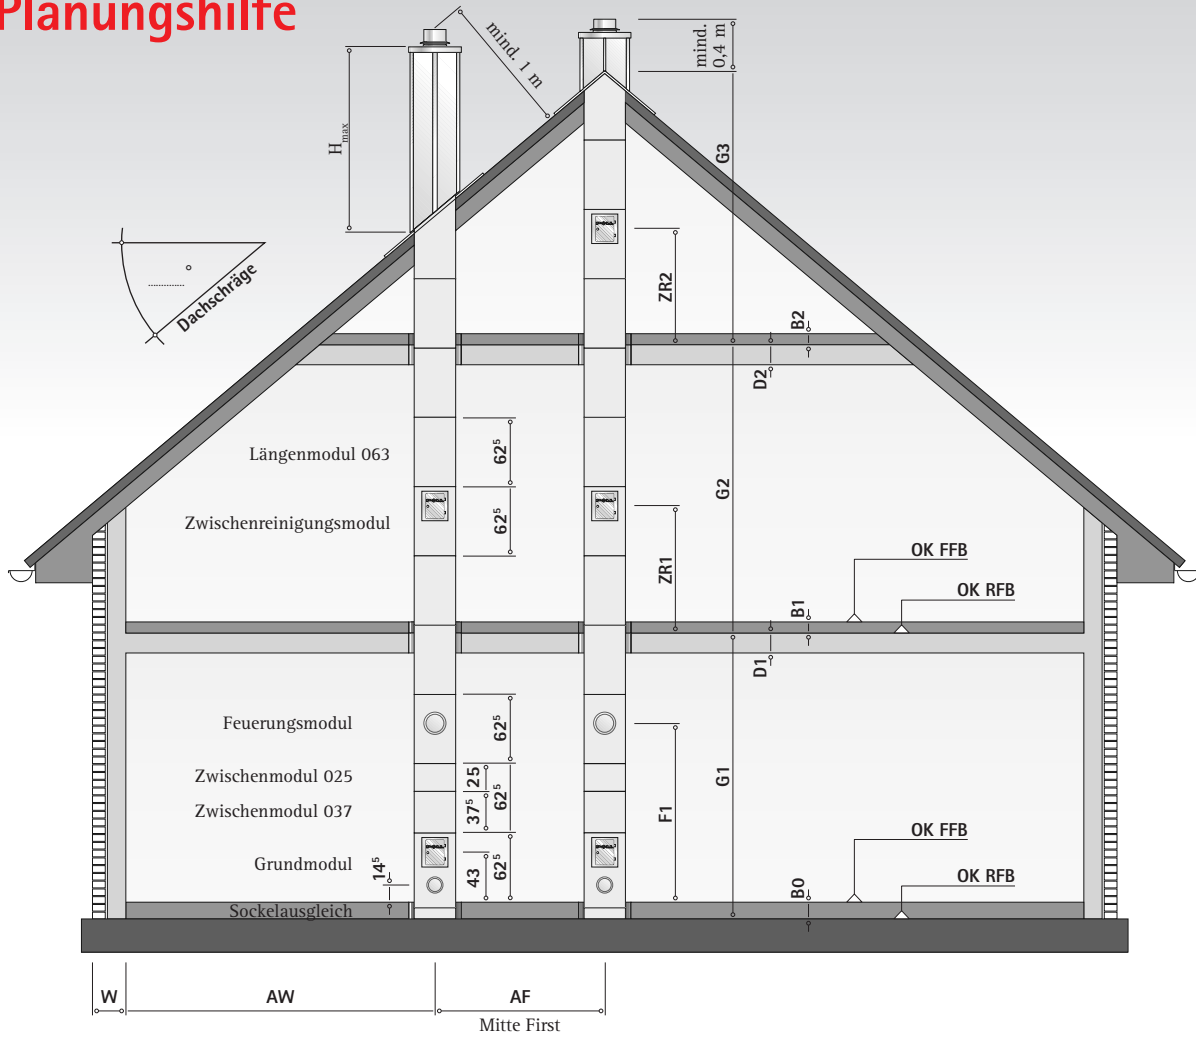 Planungshilfe
mind. 1 m
mind.
0,4 m
H max
G3
Dachschräge
°
ZR2
B2
D2
Längenmodul 063
62⁵
G2
Zwischenreinigungsmodul
62⁵
ZR1
OK FFB
OK RFB
B1
D1
Feuerungsmodul
62⁵
Zwischenmodul 025
25
62⁵
G1
Zwischenmodul 037
37⁵
F1
OK FFB
Grundmodul
14⁵
43
62⁵
OK RFB
B0
Sockelausgleich
W
AW
AF
Mitte First